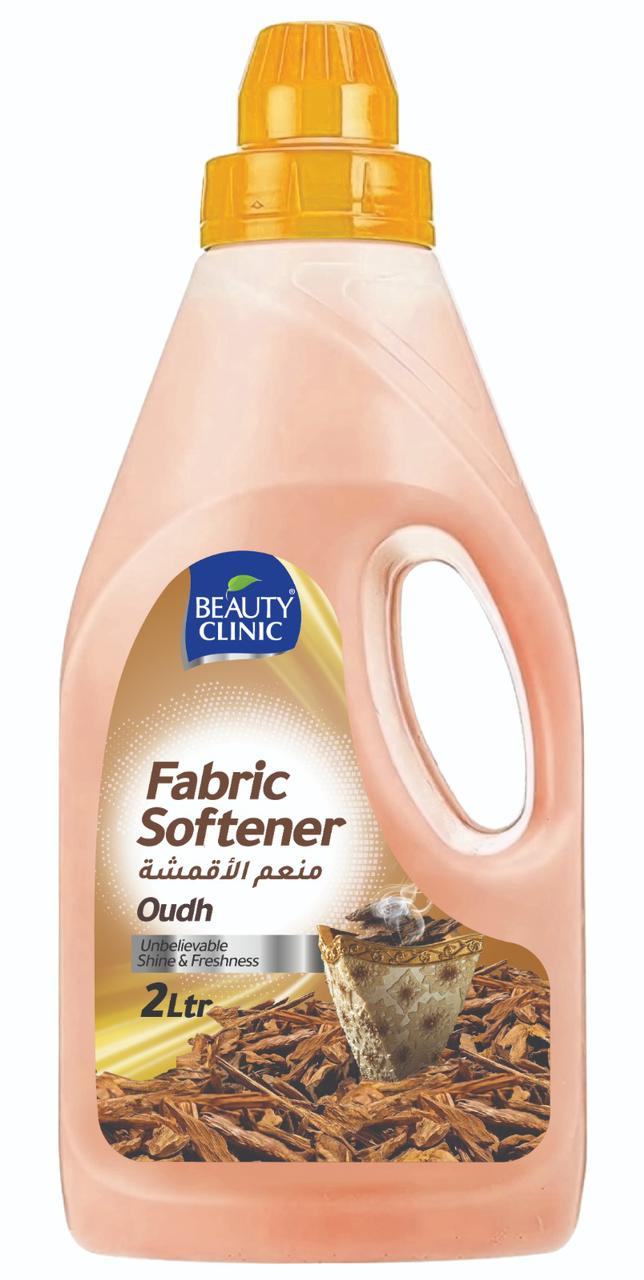 BEAUTY®
CLINIC
Fabric
Softener
منعم الأقمشة
Oudh
Unbelievable
Shine & Freshness
2Ltr